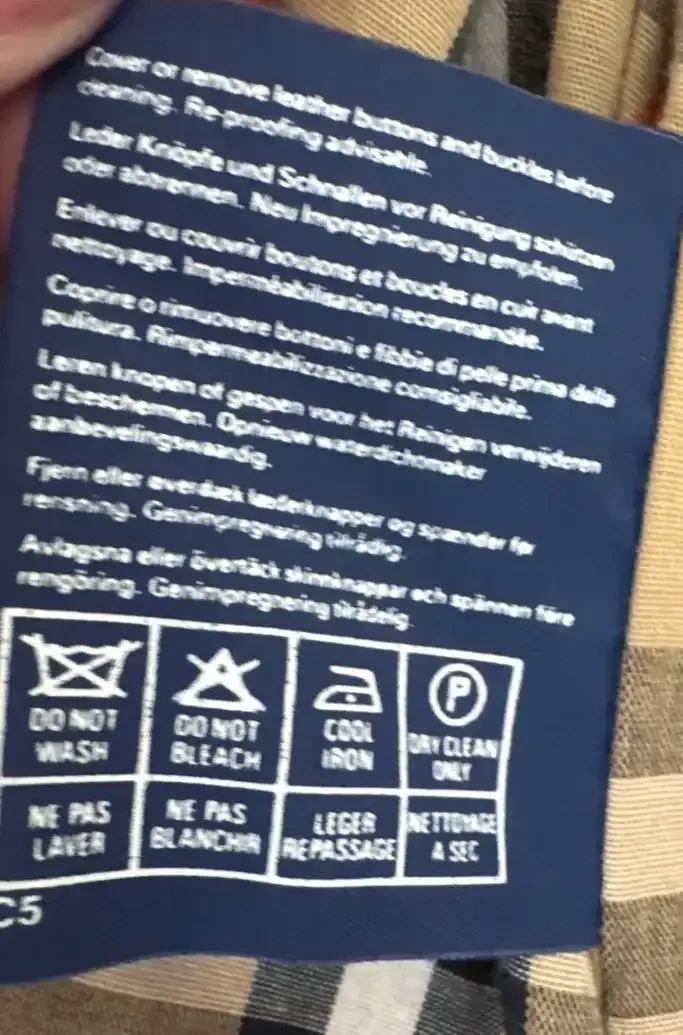 Cover or remove leather buttons and buckles before
cleaning. Re-proofing advisable.
Leder Knöpfe und Schnallen vor Reinigung schützen
oder abtrennen. Neu Impregnierung zu empfolen.
Enlever ou couvrir boutons et boucles en cuir avant
nettoyage. Imperméabilisation recommandée.
Coprire o rimuovere bottoni e fibbie di pelle prima della
pulitura. Rimpermeabilizzazione consigliabile.
Leren knopen of gespen voor het Reinigen verwijderen
of beschermen. Opnieuw waterdichtmaker
aanbevelingswaardig.
Fjern eller overdæk læderknapper og spænder før
rensning. Genimpregnering tilrådig.
Avlagsna eller övertäck skinnknappar och spännen före
rengöring. Genimpregnering tilrådelig.
P
DO NOT
WASH
DO NOT
BLEACH
COOL
IRON
DRY CLEAN
ONLY
NE PAS
LAVER
NE PAS
BLANCHIR
LEGER
REPASSAGE
NETTOYAGE
A SEC
C5